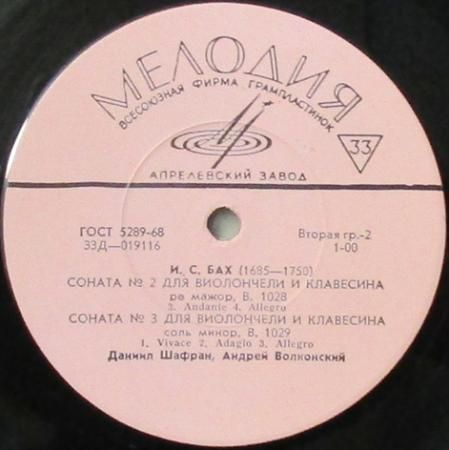 МЕЛОДИЯ
ВСЕСОЮЗНАЯ ФИРМА ГРАМПЛАСТИНОК
33
АПРЕЛЕВСКИЙ ЗАВОД
ГОСТ 5289-68 Вторая гр.-2
33Д—019116 1-00
И. С. БАХ (1685—1750)
СОНАТА № 2 ДЛЯ ВИОЛОНЧЕЛИ И КЛАВЕСИНА
ре мажор, В. 1028
3. Andante 4. Allegro
СОНАТА № 3 ДЛЯ ВИОЛОНЧЕЛИ И КЛАВЕСИНА
соль минор, В. 1029
1. Vivace 2. Adagio 3. Allegro
Даниил Шафран, Андрей Волконский